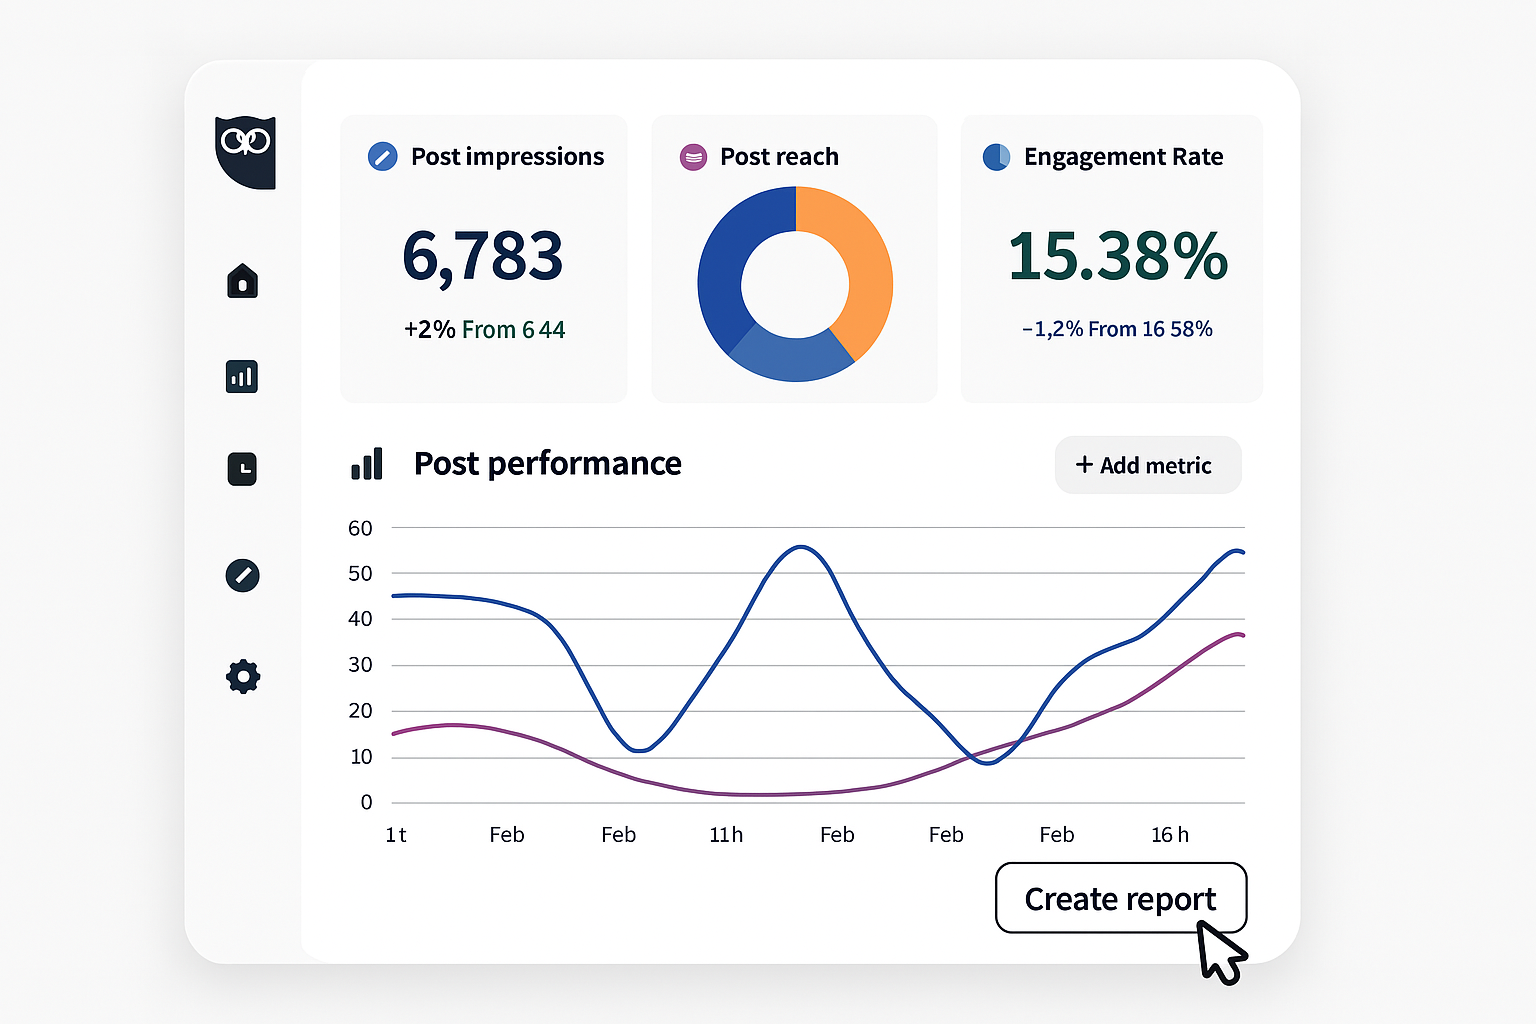 Post impressions
6,783
+2% From 6 44
Post reach
Engagement Rate
15.38%
−1,2% From 16 58%
Post performance
+ Add metric
60
50
40
30
20
10
0
1 t Feb Feb 11h Feb Feb Feb 16 h
Create report